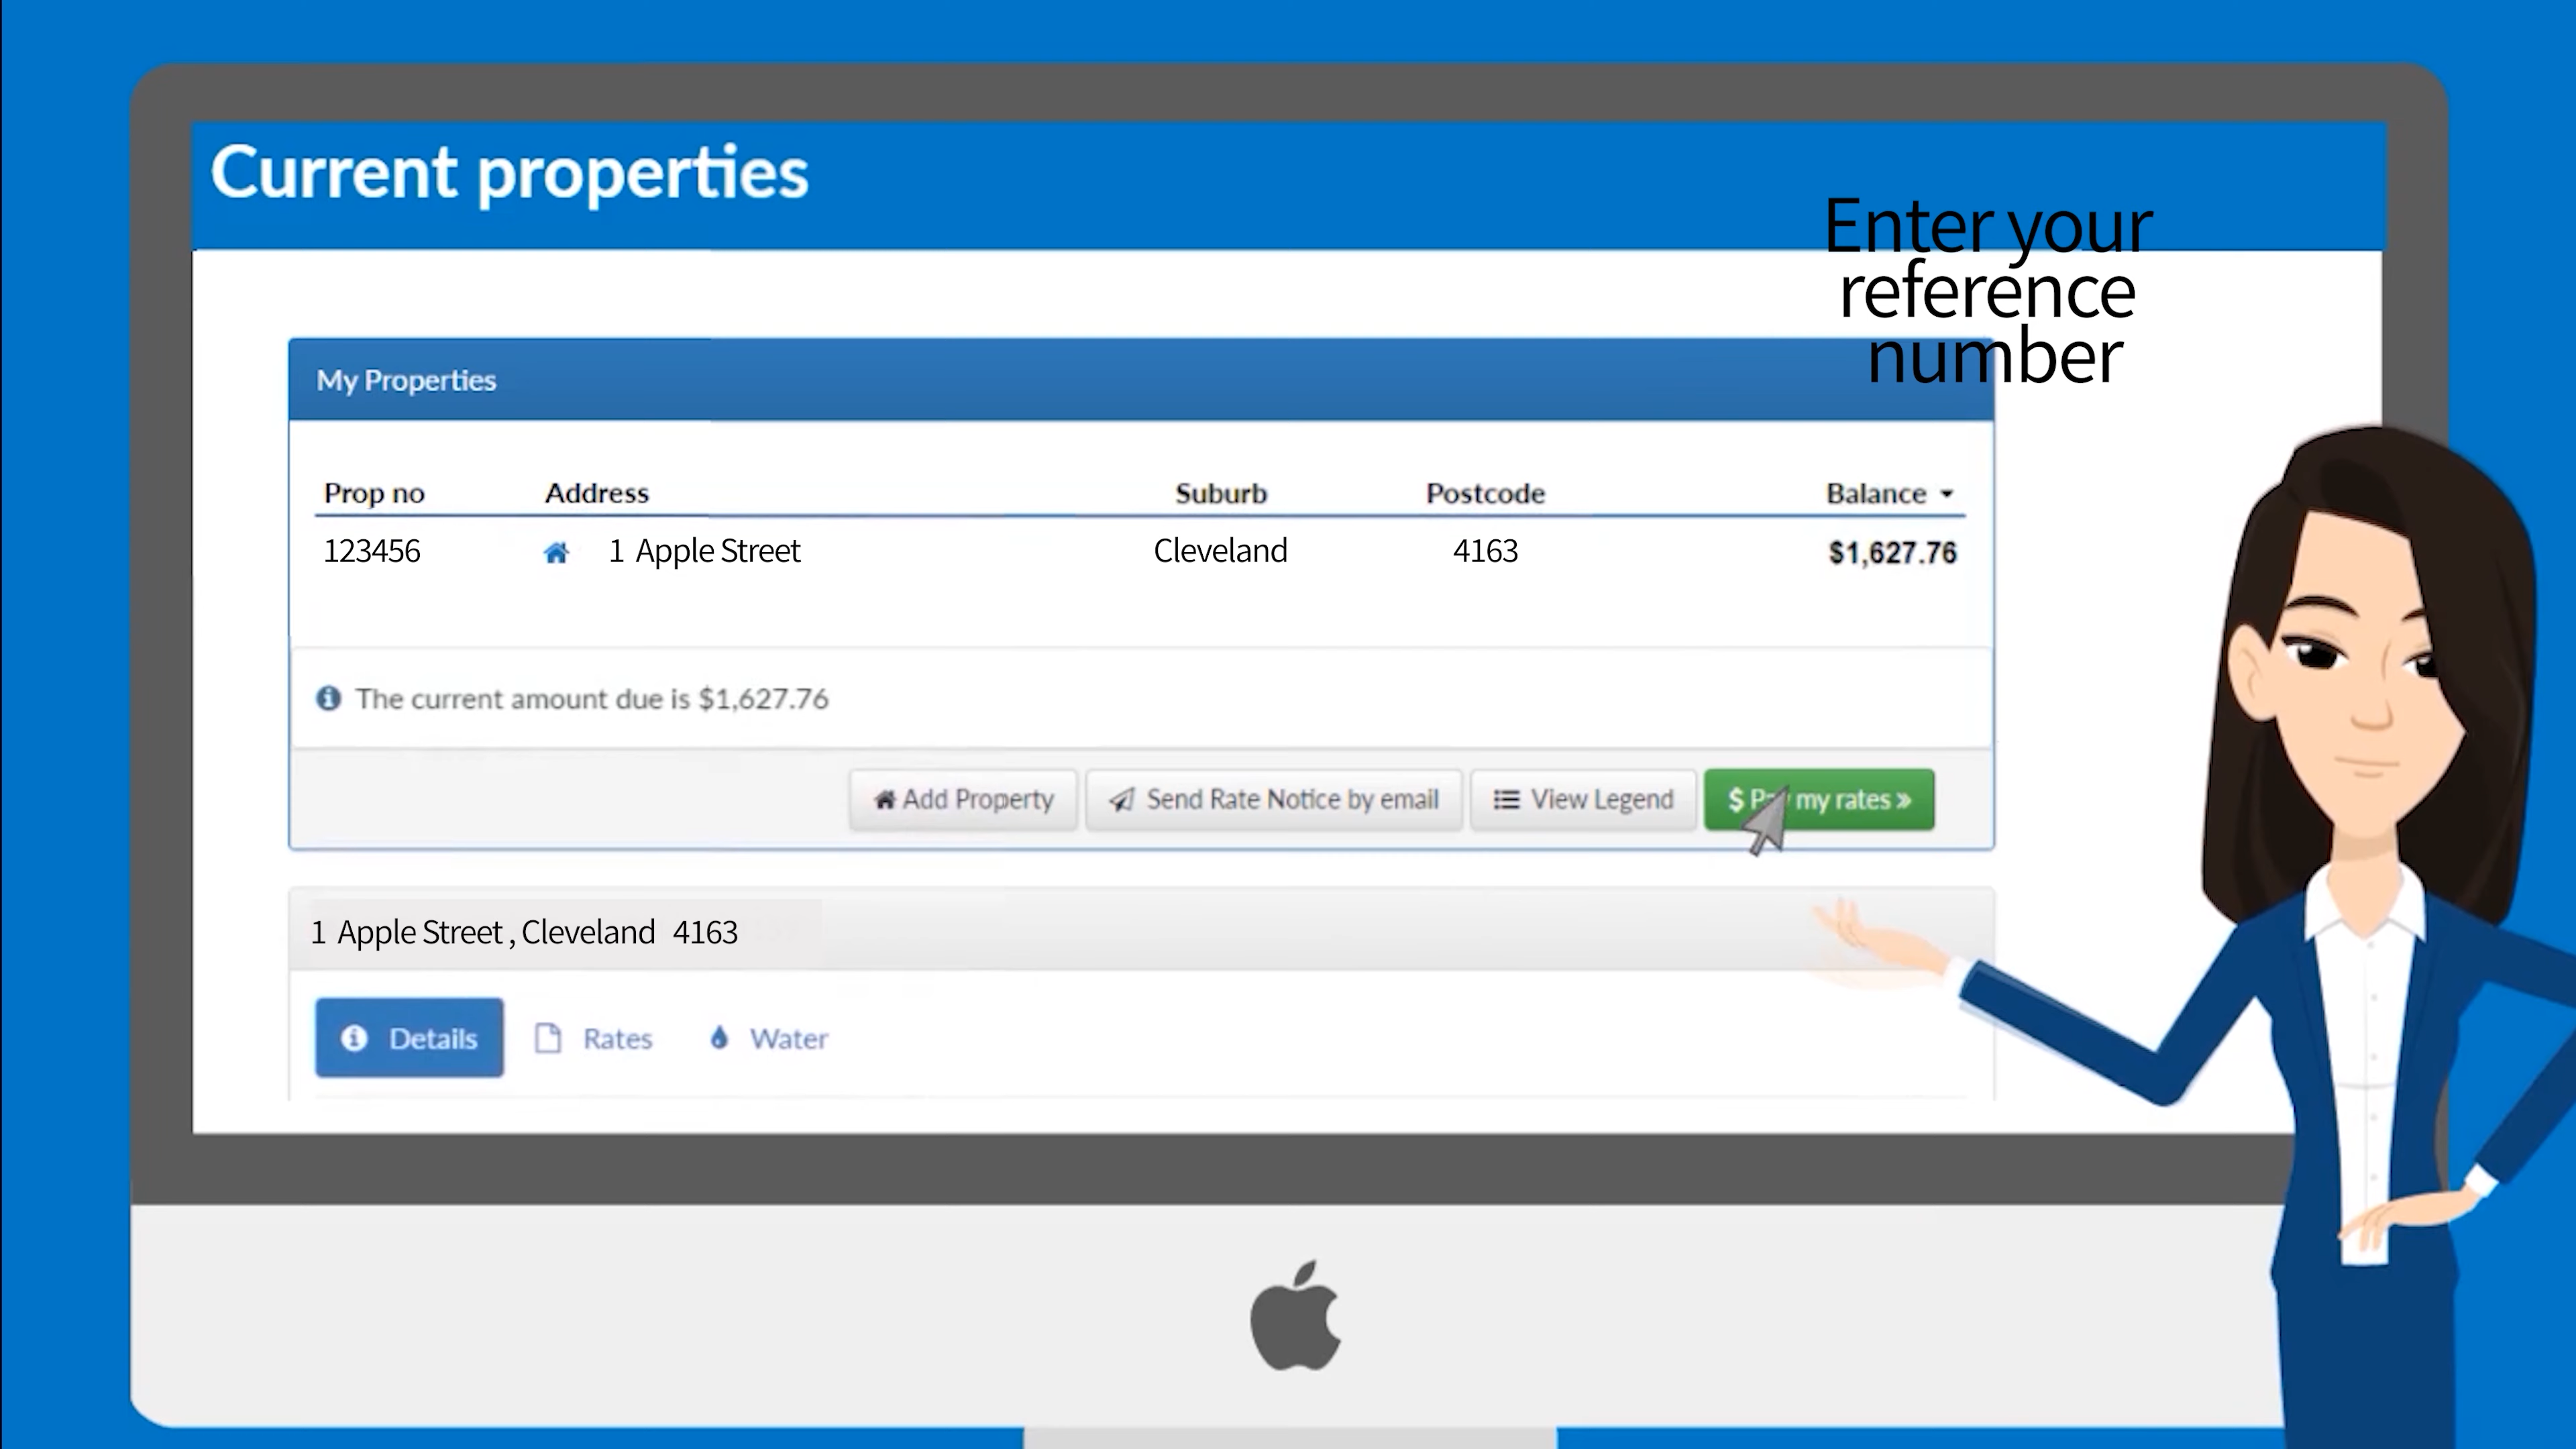 Current properties
Enter your
reference
number
My Properties
Prop no Address Suburb Postcode Balance
123456 1 Apple Street Cleveland 4163 $1,627.76
The current amount due is $1,627.76
Add Property Send Rate Notice by email View Legend $ Pay my rates »
1 Apple Street , Cleveland 4163
Details Rates Water